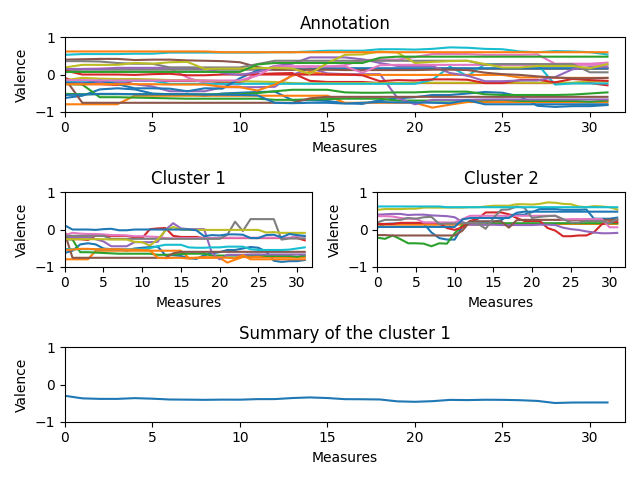 Annotation
Valence
1
0
−1
0 5 10 15 20 25 30
Measures
Cluster 1
Valence
1
0
−1
0 5 10 15 20 25 30
Measures
Cluster 2
Valence
1
0
−1
0 5 10 15 20 25 30
Measures
Summary of the cluster 1
Valence
1
0
−1
0 5 10 15 20 25 30
Measures